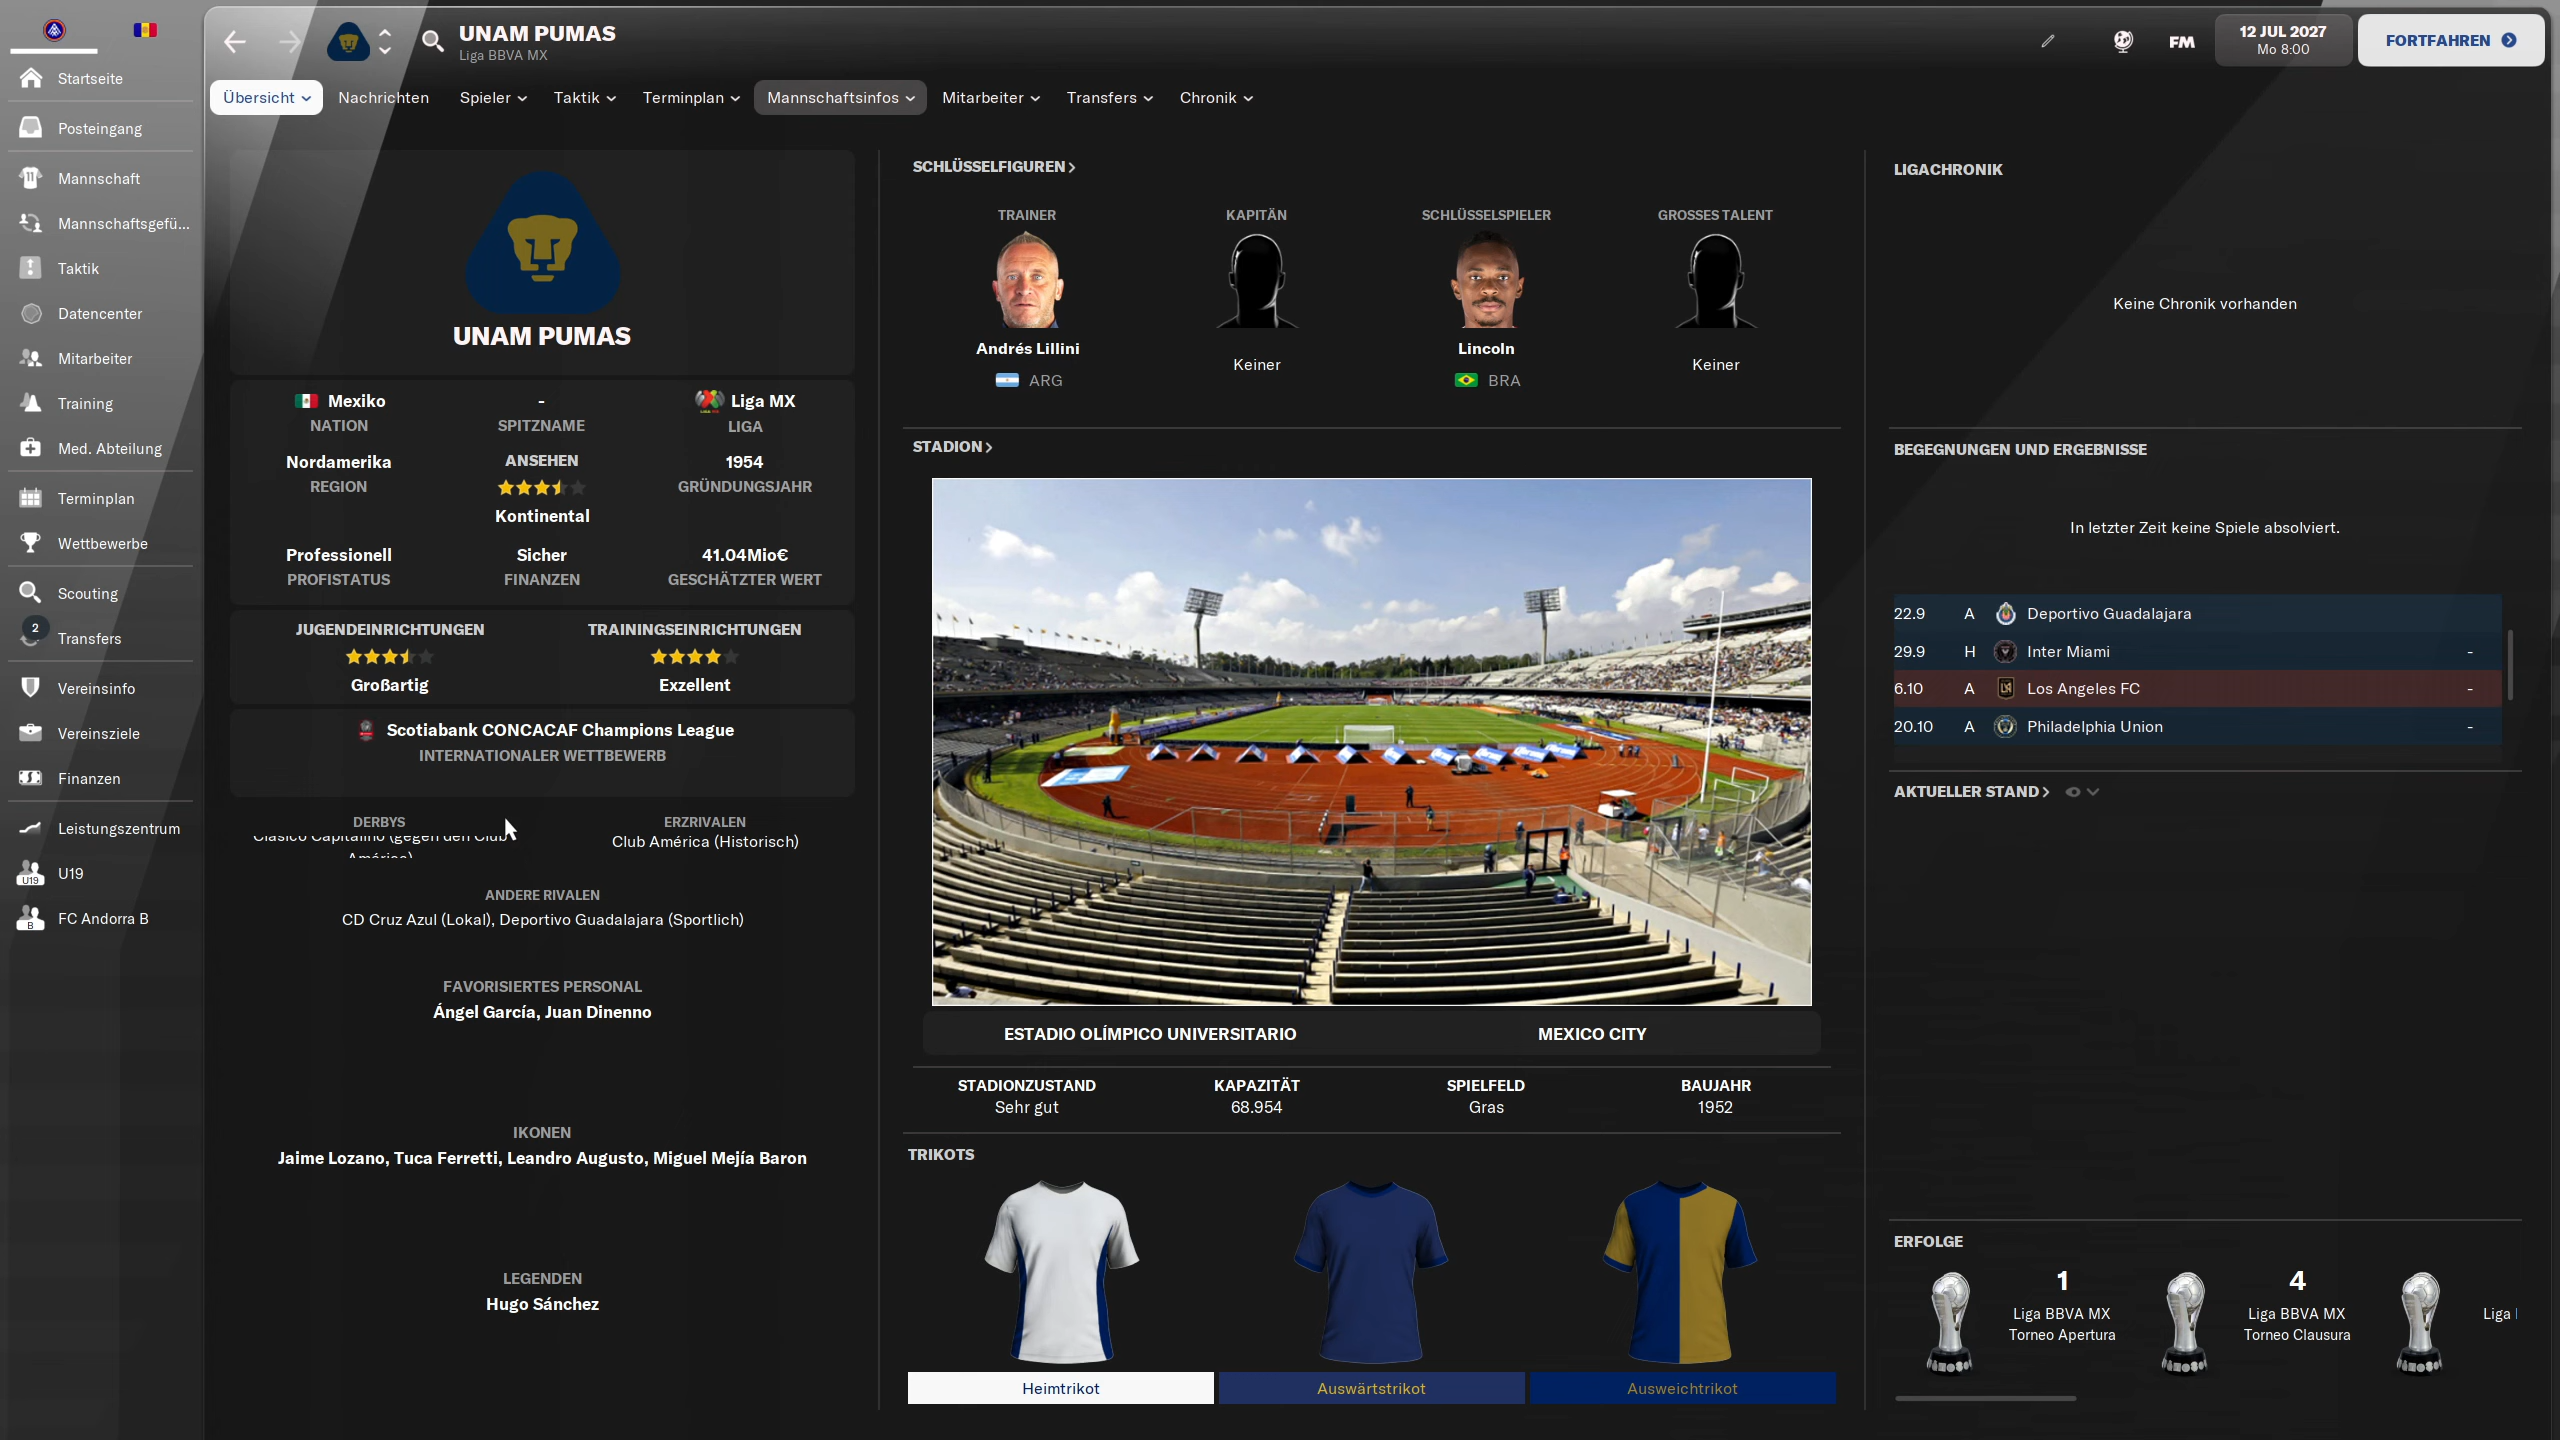 UNAM PUMAS
Liga BBVA MX
12 JUL 2027
Mo 8:00
FORTFAHREN
Startseite
Posteingang
Mannschaft
Mannschaftsgefü...
Taktik
Datencenter
Mitarbeiter
Training
Med. Abteilung
Terminplan
Wettbewerbe
Scouting
2
Transfers
Vereinsinfo
Vereinsziele
Finanzen
Leistungszentrum
U19
U19
FC Andorra B
B
Übersicht
Nachrichten
Spieler
Taktik
Terminplan
Mannschaftsinfos
Mitarbeiter
Transfers
Chronik
UNAM PUMAS
Mexiko
NATION
-
SPITZNAME
Liga MX
LIGA
Nordamerika
REGION
ANSEHEN
Kontinental
1954
GRÜNDUNGSJAHR
Professionell
PROFISTATUS
Sicher
FINANZEN
41.04Mio€
GESCHÄTZTER WERT
JUGENDEINRICHTUNGEN
Großartig
TRAININGSEINRICHTUNGEN
Exzellent
Scotiabank CONCACAF Champions League
INTERNATIONALER WETTBEWERB
DERBYS
Clásico Capitalino (gegen den Club
América)
ERZRIVALEN
Club América (Historisch)
ANDERE RIVALEN
CD Cruz Azul (Lokal), Deportivo Guadalajara (Sportlich)
FAVORISIERTES PERSONAL
Ángel García, Juan Dinenno
IKONEN
Jaime Lozano, Tuca Ferretti, Leandro Augusto, Miguel Mejía Baron
LEGENDEN
Hugo Sánchez
SCHLÜSSELFIGUREN
TRAINER
Andrés Lillini
ARG
KAPITÄN
Keiner
SCHLÜSSELSPIELER
Lincoln
BRA
GROSSES TALENT
Keiner
STADION
ESTADIO OLÍMPICO UNIVERSITARIO
MEXICO CITY
STADIONZUSTAND
Sehr gut
KAPAZITÄT
68.954
SPIELFELD
Gras
BAUJAHR
1952
TRIKOTS
Heimtrikot
Auswärtstrikot
Ausweichtrikot
LIGACHRONIK
Keine Chronik vorhanden
BEGEGNUNGEN UND ERGEBNISSE
In letzter Zeit keine Spiele absolviert.
22.9 A Deportivo Guadalajara
29.9 H Inter Miami -
6.10 A Los Angeles FC -
20.10 A Philadelphia Union -
AKTUELLER STAND
ERFOLGE
1
Liga BBVA MX
Torneo Apertura
4
Liga BBVA MX
Torneo Clausura
Liga